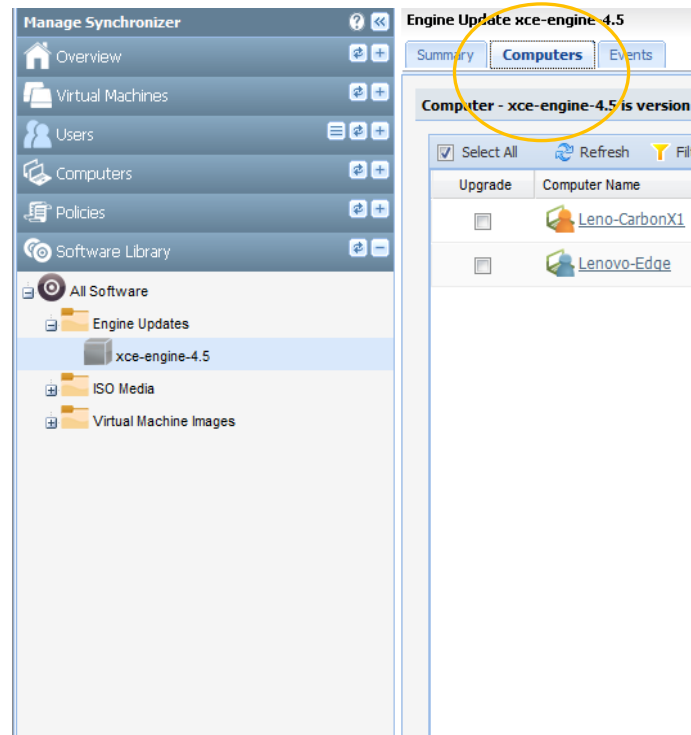 Manage Synchronizer
Overview
Virtual Machines
Users
Computers
Policies
Software Library
All Software
Engine Updates
xce-engine-4.5
ISO Media
Virtual Machine Images
Engine Update xce-engine-4.5
Summary Computers Events
Computer - xce-engine-4.5 is version
Select All Refresh Fil
Upgrade Computer Name
Leno-CarbonX1
Lenovo-Edge